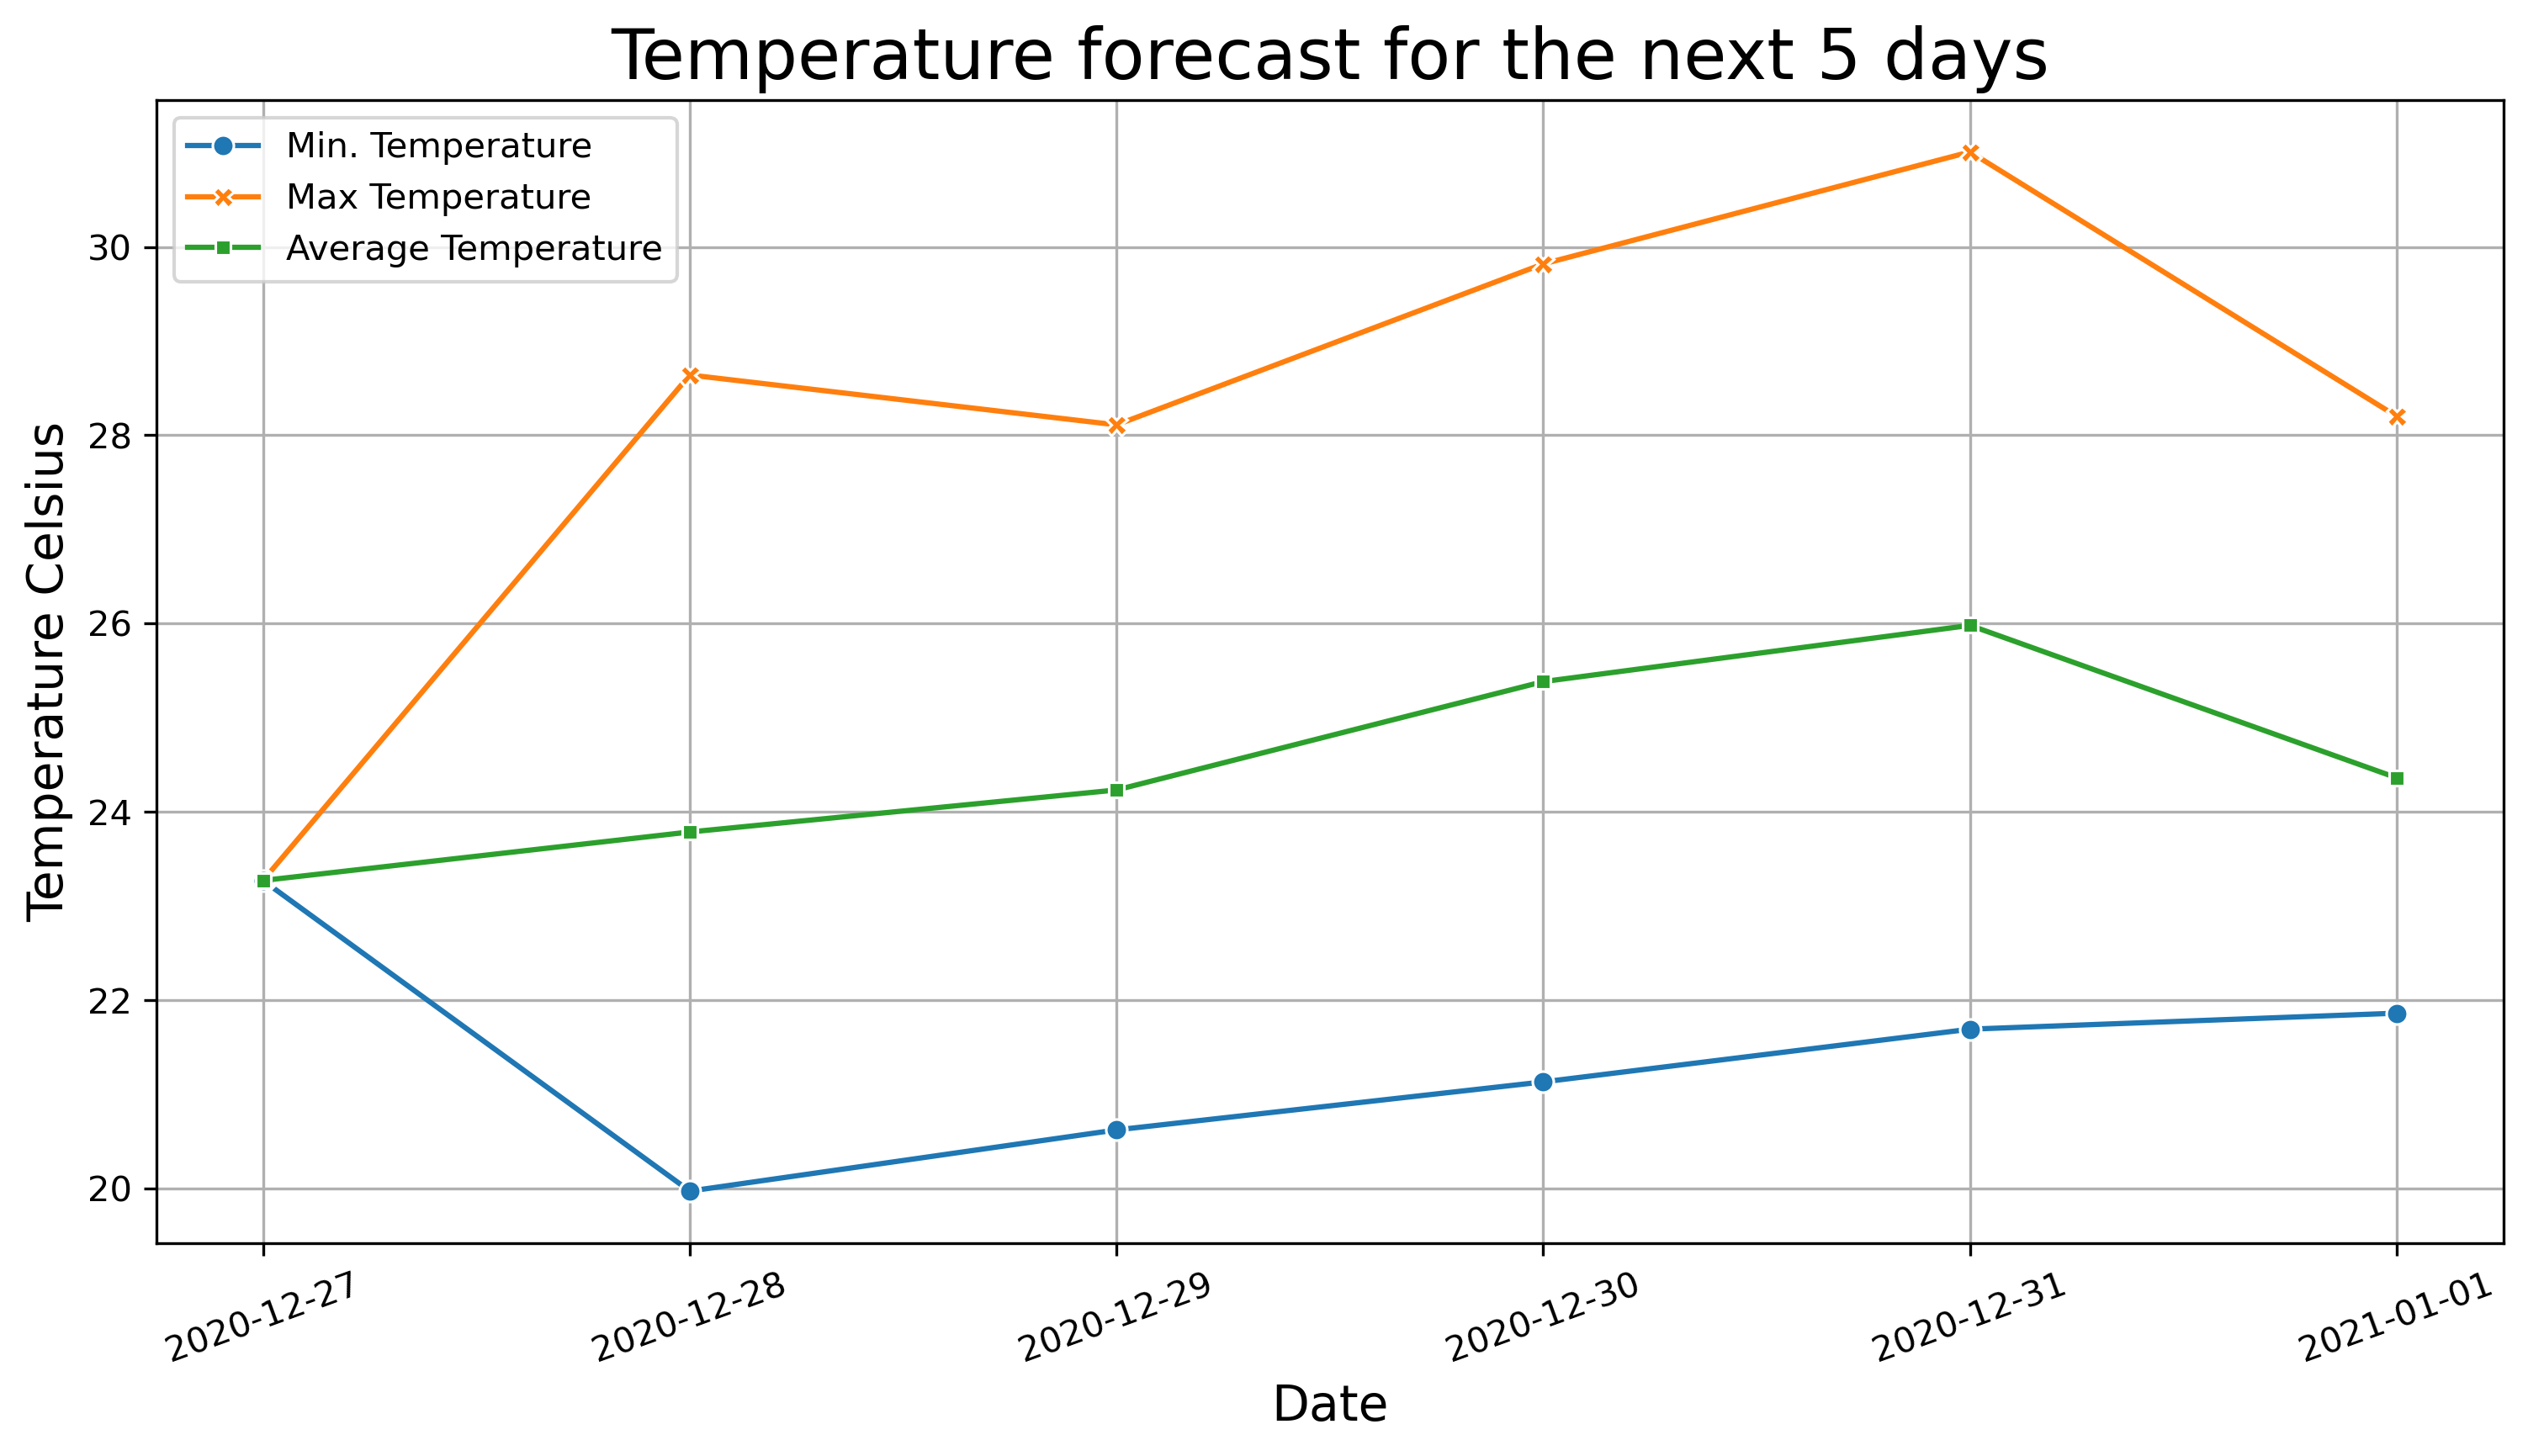 Temperature forecast for the next 5 days
Min. Temperature
Max Temperature
Average Temperature
Temperature Celsius
30
28
26
24
22
20
2020-12-27
2020-12-28
2020-12-29
2020-12-30
2020-12-31
2021-01-01
Date